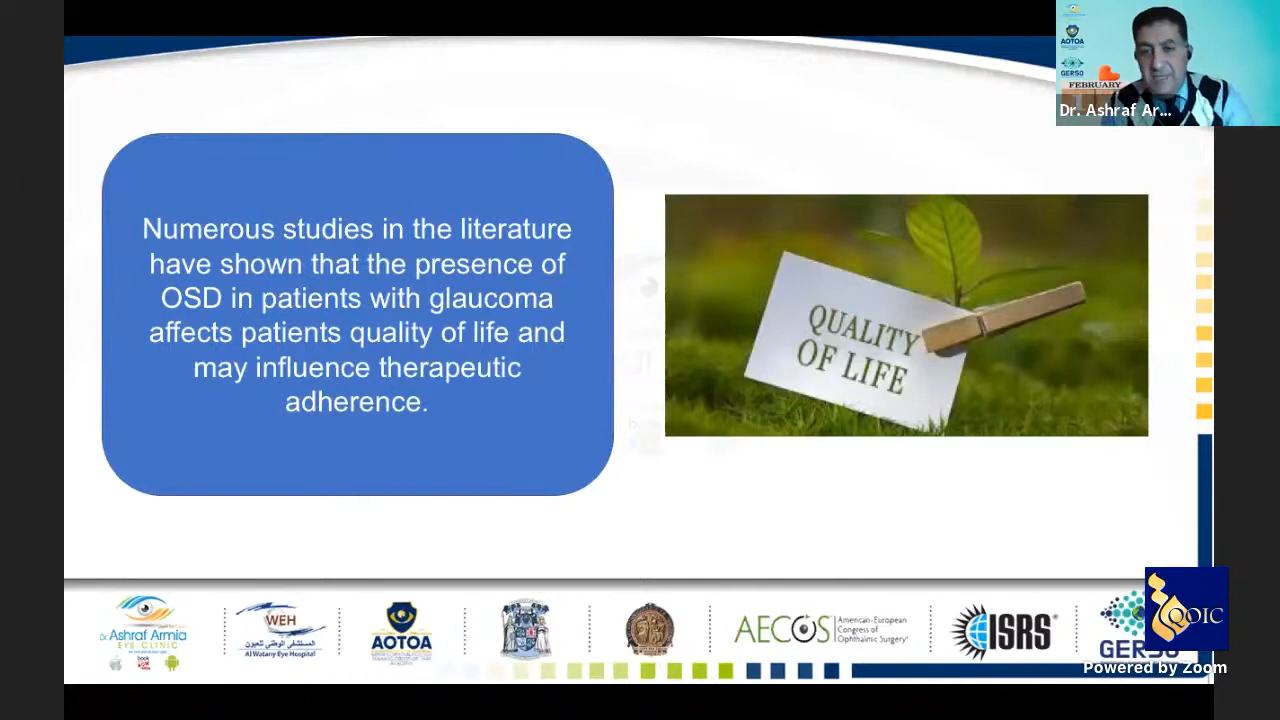 AOTOA
GERSO
FEBRUARY
Dr. Ashraf Ar...
Numerous studies in the literature
have shown that the presence of
OSD in patients with glaucoma
affects patients quality of life and
may influence therapeutic
adherence.
QUALITY
OF LIFE
Dr. Ashraf Armia
EYE CLINIC
WEH
المستشفى الوطني للعيون
Al Watany Eye Hospital
AOTOA
AECOS
American-European
Congress of
Ophthalmic Surgery
ISRS
GERSO
QOIC
Powered by Zoom